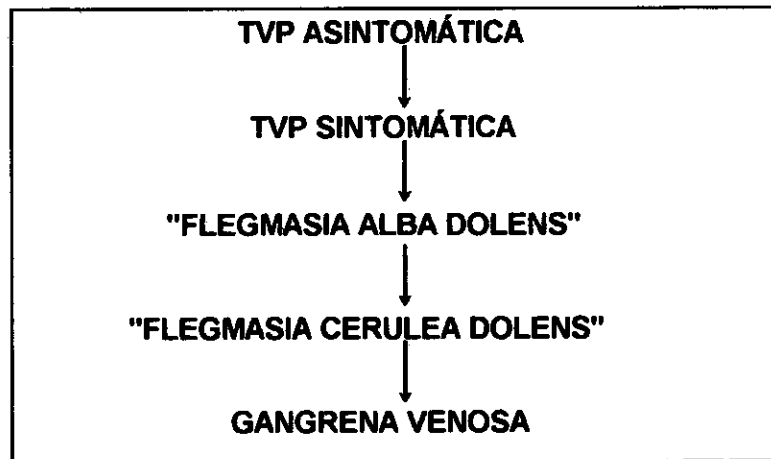 TVP ASINTOMÁTICA
TVP SINTOMÁTICA
"FLEGMASIA ALBA DOLENS"
"FLEGMASIA CERULEA DOLENS"
GANGRENA VENOSA